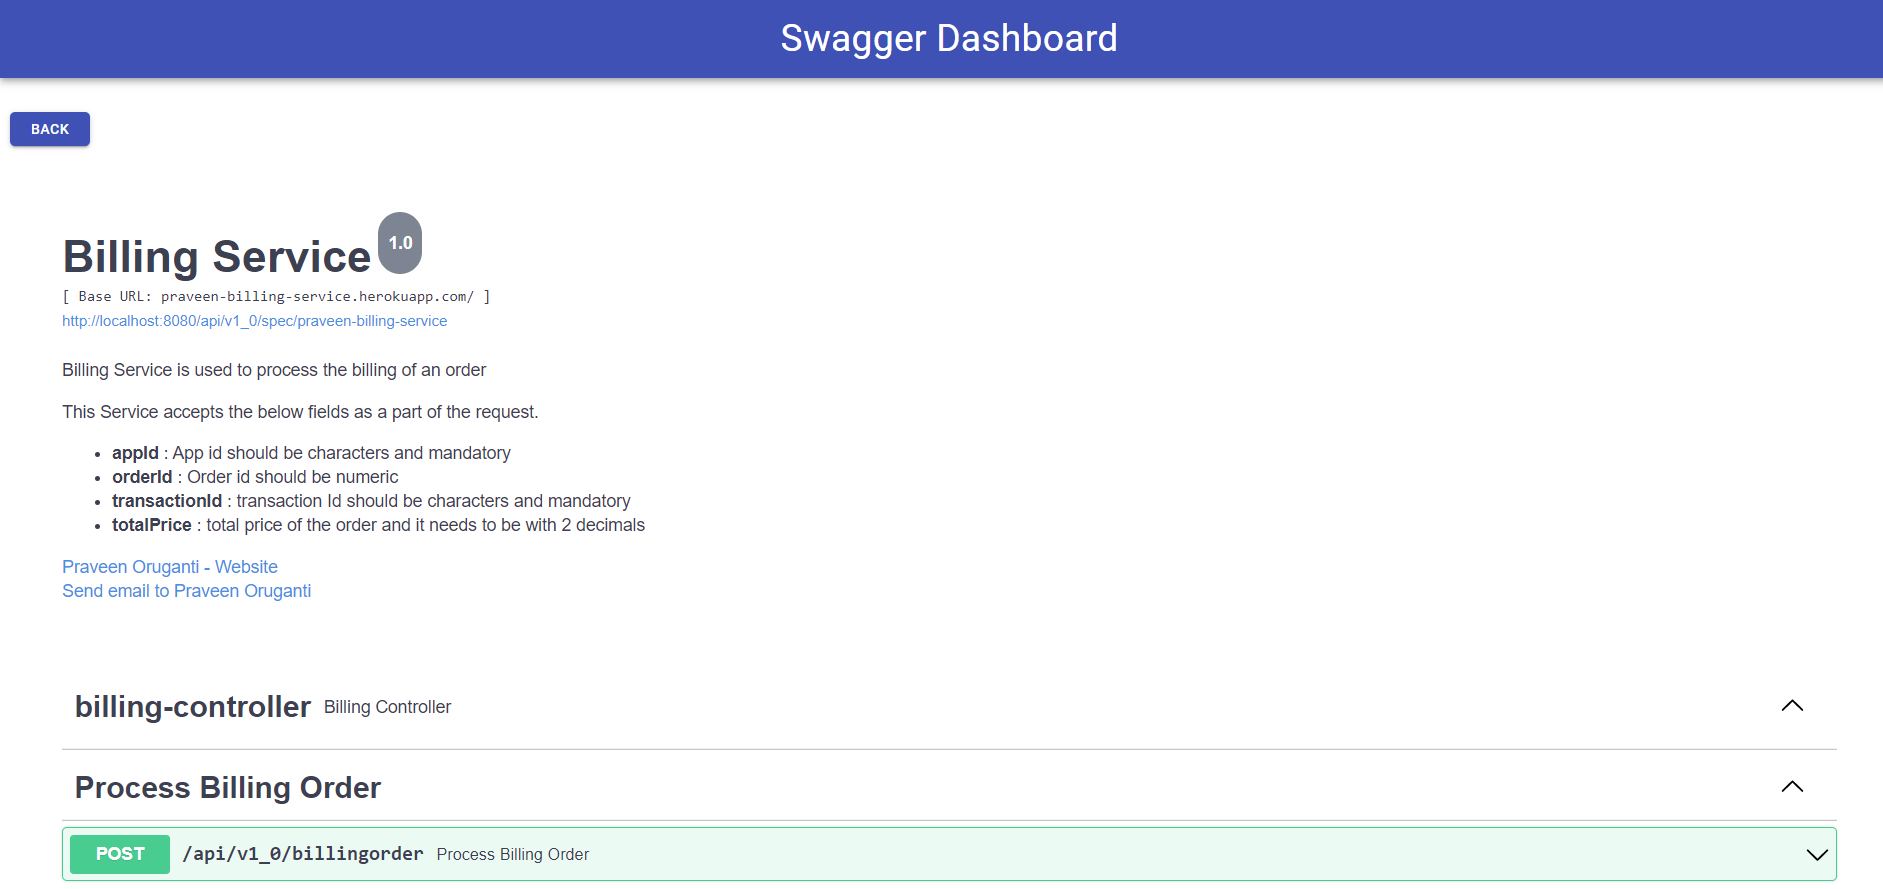 Swagger Dashboard
BACK
Billing Service 1.0
[ Base URL: praveen-billing-service.herokuapp.com/ ]
http://localhost:8080/api/v1_0/spec/praveen-billing-service
Billing Service is used to process the billing of an order
This Service accepts the below fields as a part of the request.
• appId : App id should be characters and mandatory
• orderId : Order id should be numeric
• transactionId : transaction Id should be characters and mandatory
• totalPrice : total price of the order and it needs to be with 2 decimals
Praveen Oruganti - Website
Send email to Praveen Oruganti
billing-controller Billing Controller
Process Billing Order
POST /api/v1_0/billingorder Process Billing Order